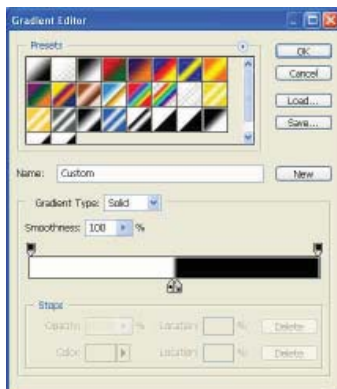 Gradient Editor
Presets
OK
Cancel
Load...
Save...
Name: Custom
New
Gradient Type: Solid
Smoothness: 100 %
Stops
Opacity: % Location: % Delete
Color: Location: % Delete